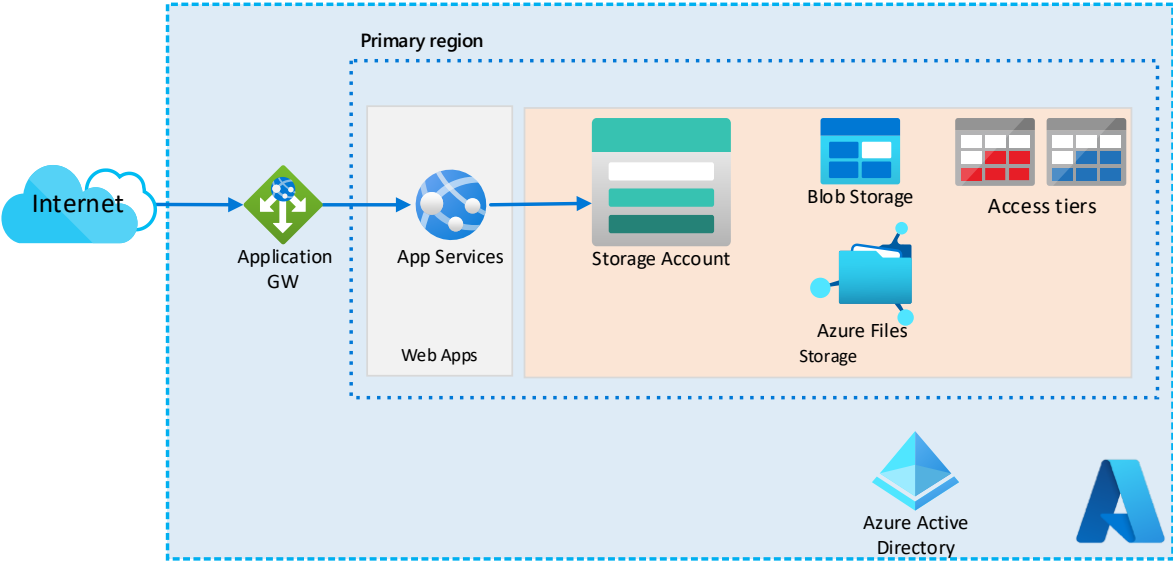 Primary region
Internet
Application
GW
App Services
Web Apps
Storage Account
Blob Storage
Access tiers
Azure Files
Storage
Azure Active
Directory